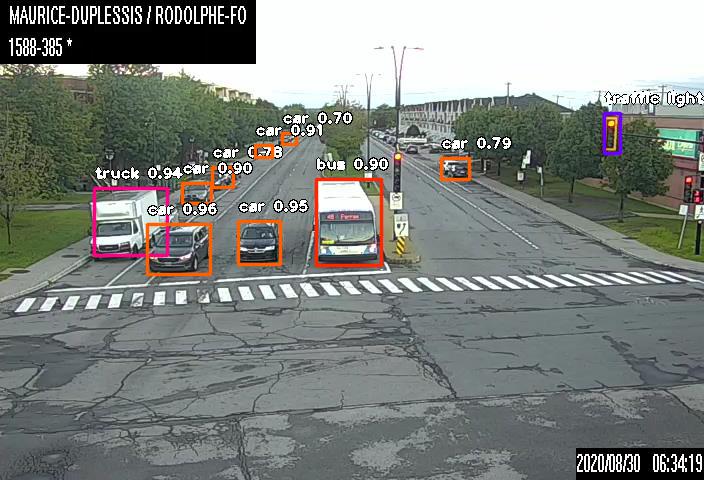 MAURICE-DUPLESSIS / RODOLPHE-FO
1588-385 *
traffic light
car 0.70
car 0.91
car 0.78
car 0.79
bus 0.90
car 0.90
truck 0.94
car 0.96
car 0.95
48
2020/08/30 06:34:19